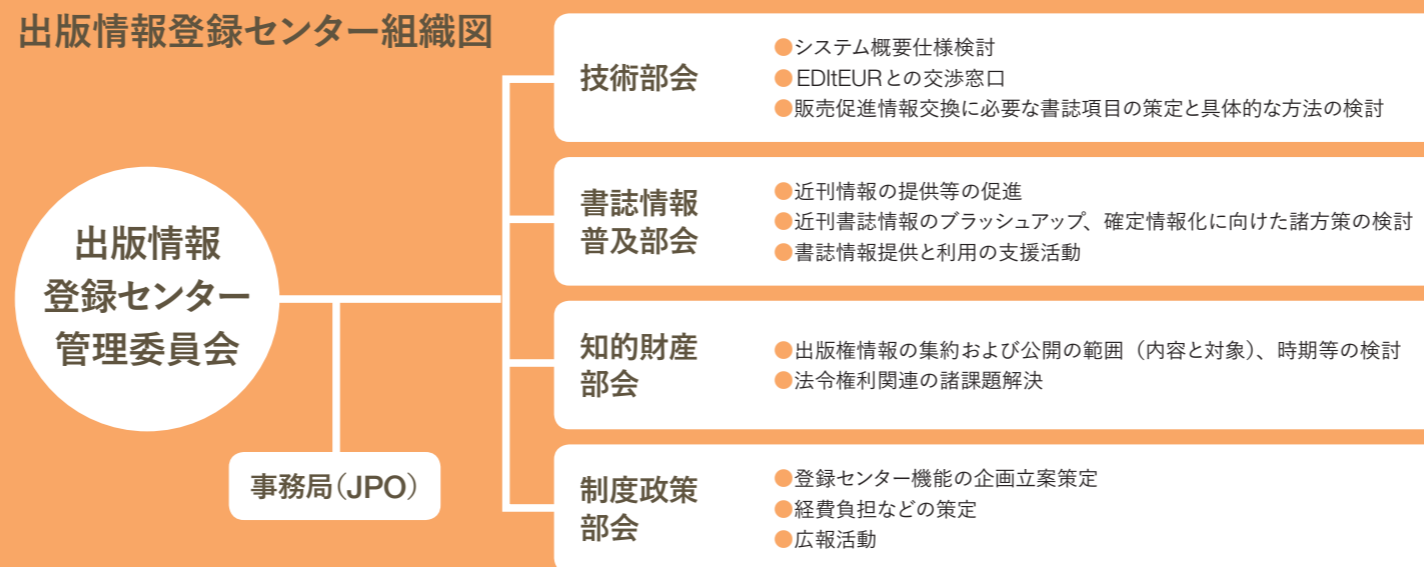 出版情報登録センター組織図
出版情報
登録センター
管理委員会
事務局（JPO）
技術部会
●システム概要仕様検討
●EDItEURとの交渉窓口
●販売促進情報交換に必要な書誌項目の策定と具体的な方法の検討
書誌情報
普及部会
●近刊情報の提供等の促進
●近刊書誌情報のブラッシュアップ、確定情報化に向けた諸方策の検討
●書誌情報提供と利用の支援活動
知的財産
部会
●出版権情報の集約および公開の範囲（内容と対象）、時期等の検討
●法令権利関連の諸課題解決
制度政策
部会
●登録センター機能の企画立案策定
●経費負担などの策定
●広報活動